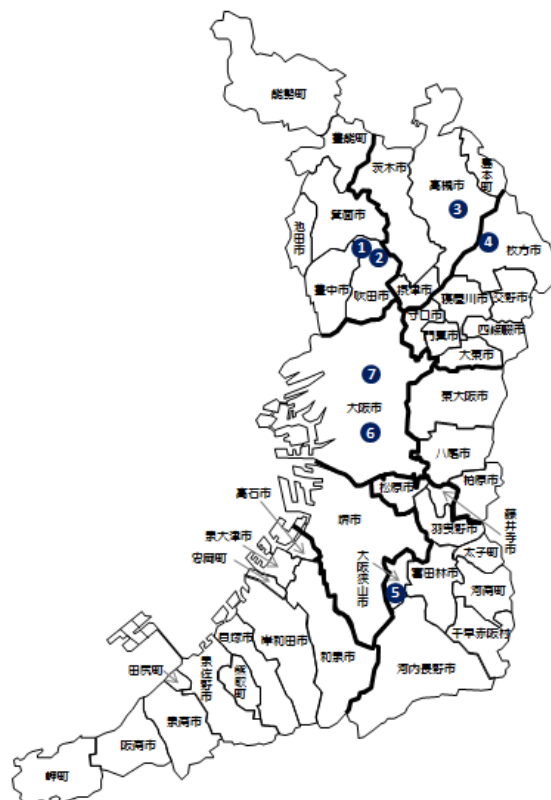 能勢町
豊能町
茨木市
高槻市
島本町
箕面市
池田市
3
1
2
4
枚方市
豊中市
吹田市
摂津市
寝屋川市
交野市
守口市
門真市
四條畷市
大東市
7
大阪市
東大阪市
6
八尾市
柏原市
松原市
高石市
堺市
藤井寺市
羽曳野市
泉大津市
太子町
忠岡町
大阪狭山市
富田林市
5
河南町
千早赤阪村
貝塚市
岸和田市
和泉市
河内長野市
田尻町
泉佐野市
熊取町
泉南市
阪南市
岬町